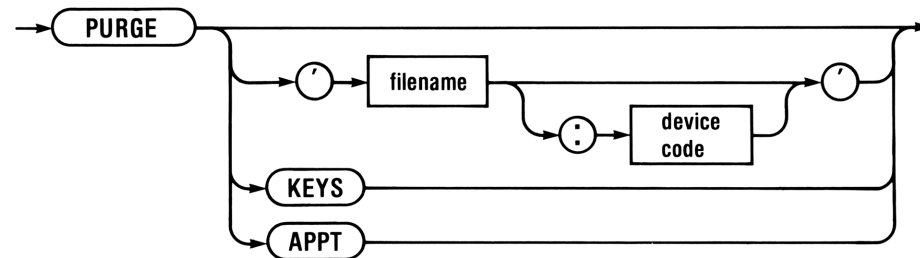 PURGE
' filename '
: device
code
KEYS
APPT